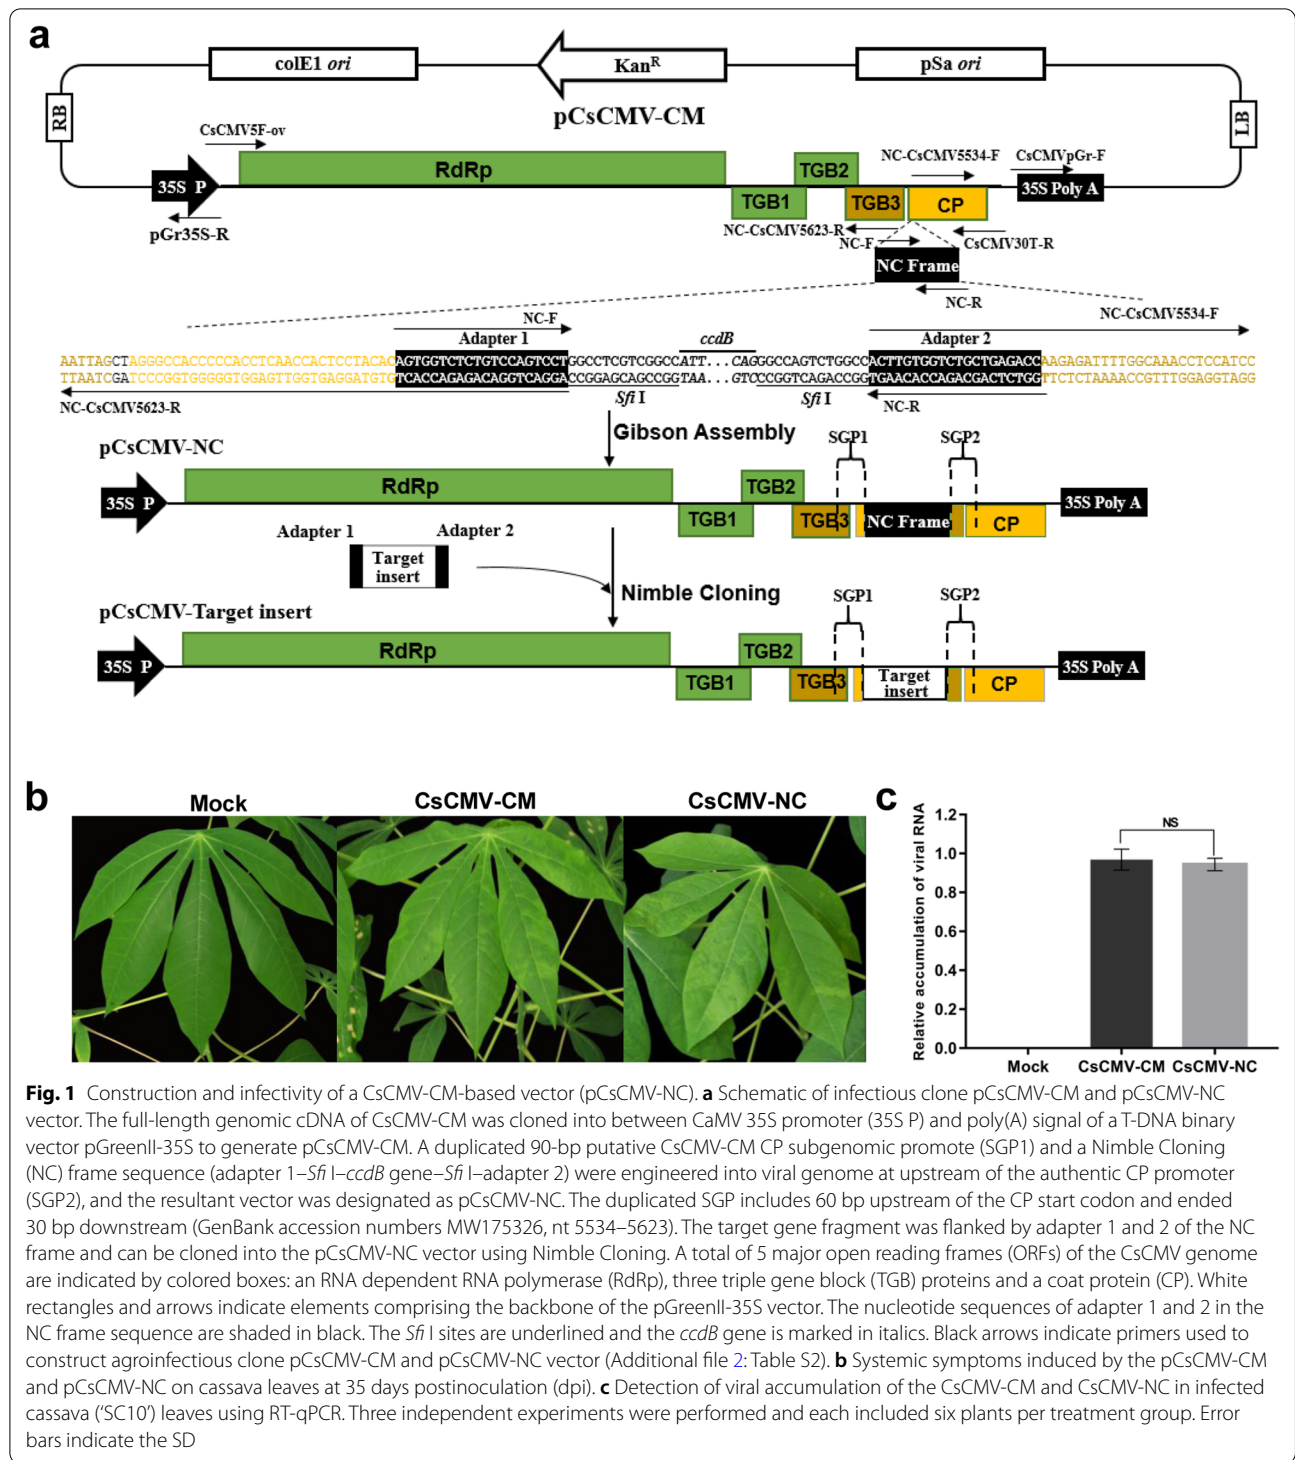 a
colE1 ori
Kan^R
pSa ori
RB
LB
pCsCMV-CM
CsCMV5F-ov
NC-CsCMV5534-F
CsCMVpGr-F
35S P
RdRp
TGB2
TGB1
TGB3
CP
35S Poly A
pGr35S-R
NC-CsCMV5623-R
NC-F
CsCMV30T-R
NC Frame
NC-R
NC-F
NC-CsCMV5534-F
Adapter 1
ccdB
Adapter 2
AATTAGCTAGGGCCACCCCCACCTCAACCACTCCTACACAGTGGTCTCTGTCCAGTCCTGGCCTCGTCGGCCATT...CAGGGCCAGTCTGGCCACTTGTGGTCTGCTGAGACCAAGAGATTTTGGCAAACCTCCATCC
TTAATCGATCCCGGTGGGGGTGGAGTTGGTGAGGATGTGTCACCAGAGACAGGTCAGGACCGGAGCAGCCGGTAA...GTCCCGGTCAGACCGGTGAACACCAGACGACTCTGGTTCTCTAAAACCGTTTGGAGGTAGG
NC-CsCMV5623-R
Sfi I
Sfi I
NC-R
pCsCMV-NC
Gibson Assembly
SGP1
SGP2
35S P
RdRp
TGB2
TGB1
TGB3
NC Frame
CP
35S Poly A
Adapter 1
Adapter 2
Target
insert
Nimble Cloning
pCsCMV-Target insert
SGP1
SGP2
35S P
RdRp
TGB2
TGB1
TGB3
Target
insert
CP
35S Poly A
b
Mock
CsCMV-CM
CsCMV-NC
c
Relative accumulation of viral RNA
1.2
1.0
0.8
0.6
0.4
0.2
0.0
NS
Mock
CsCMV-CM
CsCMV-NC
Fig. 1 Construction and infectivity of a CsCMV-CM-based vector (pCsCMV-NC). a Schematic of infectious clone pCsCMV-CM and pCsCMV-NC
vector. The full-length genomic cDNA of CsCMV-CM was cloned into between CaMV 35S promoter (35S P) and poly(A) signal of a T-DNA binary
vector pGreenII-35S to generate pCsCMV-CM. A duplicated 90-bp putative CsCMV-CM CP subgenomic promote (SGP1) and a Nimble Cloning
(NC) frame sequence (adapter 1–Sfi I–ccdB gene–Sfi I–adapter 2) were engineered into viral genome at upstream of the authentic CP promoter
(SGP2), and the resultant vector was designated as pCsCMV-NC. The duplicated SGP includes 60 bp upstream of the CP start codon and ended
30 bp downstream (GenBank accession numbers MW175326, nt 5534–5623). The target gene fragment was flanked by adapter 1 and 2 of the NC
frame and can be cloned into the pCsCMV-NC vector using Nimble Cloning. A total of 5 major open reading frames (ORFs) of the CsCMV genome
are indicated by colored boxes: an RNA dependent RNA polymerase (RdRp), three triple gene block (TGB) proteins and a coat protein (CP). White
rectangles and arrows indicate elements comprising the backbone of the pGreenII-35S vector. The nucleotide sequences of adapter 1 and 2 in the
NC frame sequence are shaded in black. The Sfi I sites are underlined and the ccdB gene is marked in italics. Black arrows indicate primers used to
construct agroinfectious clone pCsCMV-CM and pCsCMV-NC vector (Additional file 2: Table S2). b Systemic symptoms induced by the pCsCMV-CM
and pCsCMV-NC on cassava leaves at 35 days postinoculation (dpi). c Detection of viral accumulation of the CsCMV-CM and CsCMV-NC in infected
cassava (‘SC10’) leaves using RT-qPCR. Three independent experiments were performed and each included six plants per treatment group. Error
bars indicate the SD